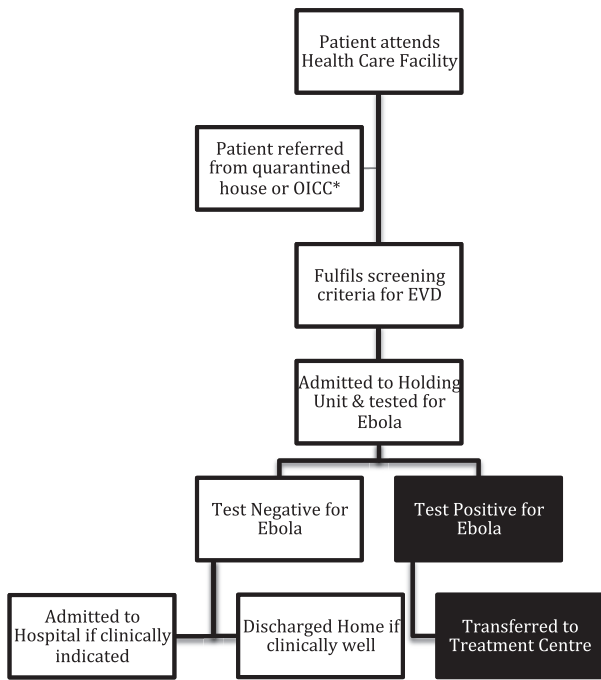 Patient attends
Health Care Facility
Patient referred
from quarantined
house or OICC*
Fulfils screening
criteria for EVD
Admitted to Holding
Unit & tested for
Ebola
Test Negative for
Ebola
Test Positive for
Ebola
Admitted to
Hospital if clinically
indicated
Discharged Home if
clinically well
Transferred to
Treatment Centre